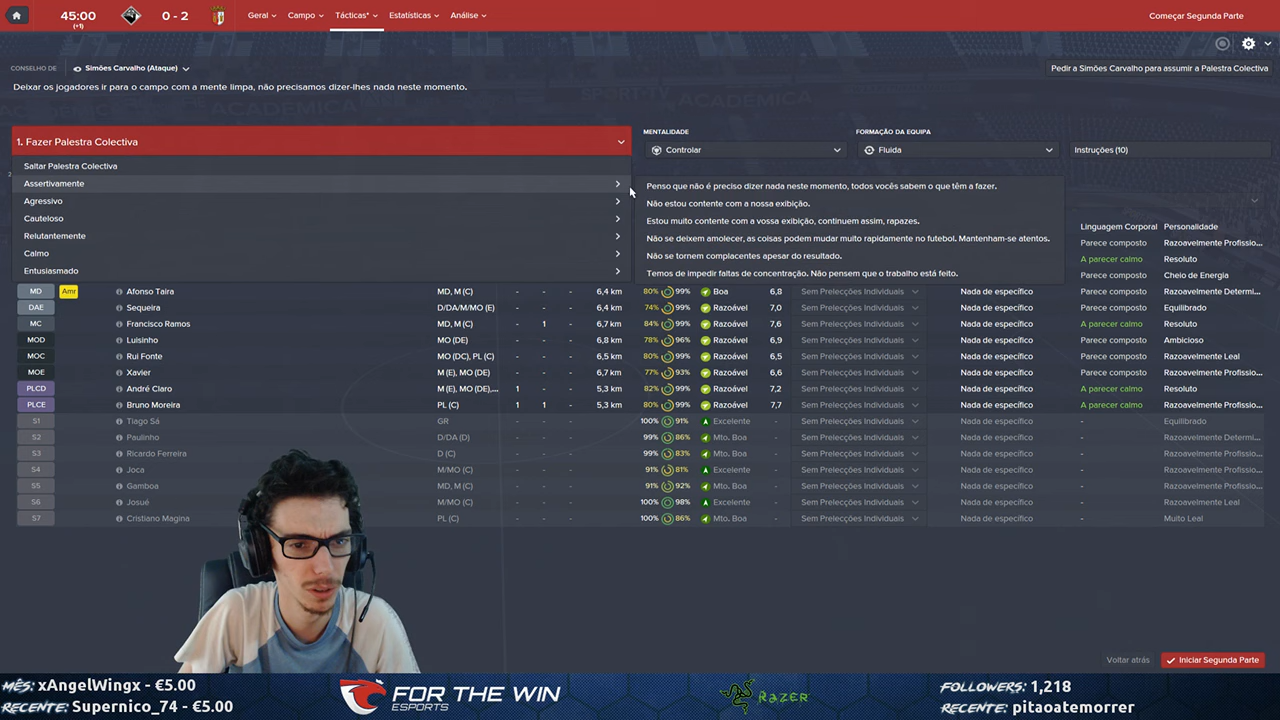 45:00 (+1) 0 - 2 Geral Campo Tácticas* Estatísticas Análise Começar Segunda Parte
CONSELHO DE Simões Carvalho (Ataque) Pedir a Simões Carvalho para assumir a Palestra Colectiva
Deixar os jogadores ir para o campo com a mente limpa, não precisamos dizer-lhes nada neste momento.
MENTALIDADE FORMAÇÃO DA EQUIPA
1. Fazer Palestra Colectiva Controlar Fluida Instruções (10)
Saltar Palestra Colectiva
Assertivamente
Agressivo
Cauteloso
Relutantemente
Calmo
Entusiasmado
Penso que não é preciso dizer nada neste momento, todos vocês sabem o que têm a fazer.
Não estou contente com a nossa exibição.
Estou muito contente com a vossa exibição, continuem assim, rapazes.
Não se deixem amolecer, as coisas podem mudar muito rapidamente no futebol. Mantenham-se atentos.
Não se tornem complacentes apesar do resultado.
Temos de impedir faltas de concentração. Não pensem que o trabalho está feito.
Linguagem Corporal Personalidade
Parece composto Razoavelmente Profissio...
A parecer calmo Resoluto
Parece composto Cheio de Energia
MD Amr Afonso Taira MD, M (C) - - - 6,4 km 80% 99% Boa 6,8 Sem Prelecções Individuais Nada de específico Parece composto Razoavelmente Determi...
DAE Sequeira D/DA/M/MO (E) - - - 6,4 km 74% 99% Razoável 7,0 Sem Prelecções Individuais Nada de específico Parece composto Equilibrado
MC Francisco Ramos MD, M (C) - 1 - 6,7 km 84% 99% Razoável 7,6 Sem Prelecções Individuais Nada de específico A parecer calmo Resoluto
MOD Luisinho MO (DE) - - - 6,8 km 78% 96% Razoável 6,9 Sem Prelecções Individuais Nada de específico Parece composto Ambicioso
MOC Rui Fonte MO (DC), PL (C) - - - 6,5 km 80% 99% Razoável 6,5 Sem Prelecções Individuais Nada de específico Parece composto Razoavelmente Leal
MOE Xavier M (E), MO (DE) - - - 6,7 km 77% 93% Razoável 6,6 Sem Prelecções Individuais Nada de específico Parece composto Razoavelmente Profissio...
PLCD André Claro M (E), MO (DE),... 1 - - 5,3 km 82% 99% Razoável 7,2 Sem Prelecções Individuais Nada de específico A parecer calmo Resoluto
PLCE Bruno Moreira PL (C) 1 1 - 5,3 km 80% 99% Razoável 7,7 Sem Prelecções Individuais Nada de específico A parecer calmo Razoavelmente Profissio...
S1 Tiago Sá GR - - - 100% 91% Excelente - Sem Prelecções Individuais Nada de específico - Equilibrado
S2 Paulinho D/DA (D) - - - 99% 86% Mto. Boa - Sem Prelecções Individuais Nada de específico - Razoavelmente Determi...
S3 Ricardo Ferreira D (C) - - - 99% 83% Mto. Boa - Sem Prelecções Individuais Nada de específico - Razoavelmente Profissio...
S4 Joca M/MO (C) - - - 91% 81% Excelente - Sem Prelecções Individuais Nada de específico - Razoavelmente Profissio...
S5 Gamboa MD, M (C) - - - 91% 92% Mto. Boa - Sem Prelecções Individuais Nada de específico - Razoavelmente Profissio...
S6 Josué M/MO (C) - - - 100% 98% Excelente - Sem Prelecções Individuais Nada de específico - Razoavelmente Leal
S7 Cristiano Magina PL (C) - - - 100% 86% Mto. Boa - Sem Prelecções Individuais Nada de específico - Muito Leal
Voltar atrás Iniciar Segunda Parte
MÊS: xAngelWingx - €5.00
RECENTE: Supernico_74 - €5.00
FOR THE WIN
ESPORTS
RAZER
FOLLOWERS: 1,218
RECENTE: pitaoatemorrer